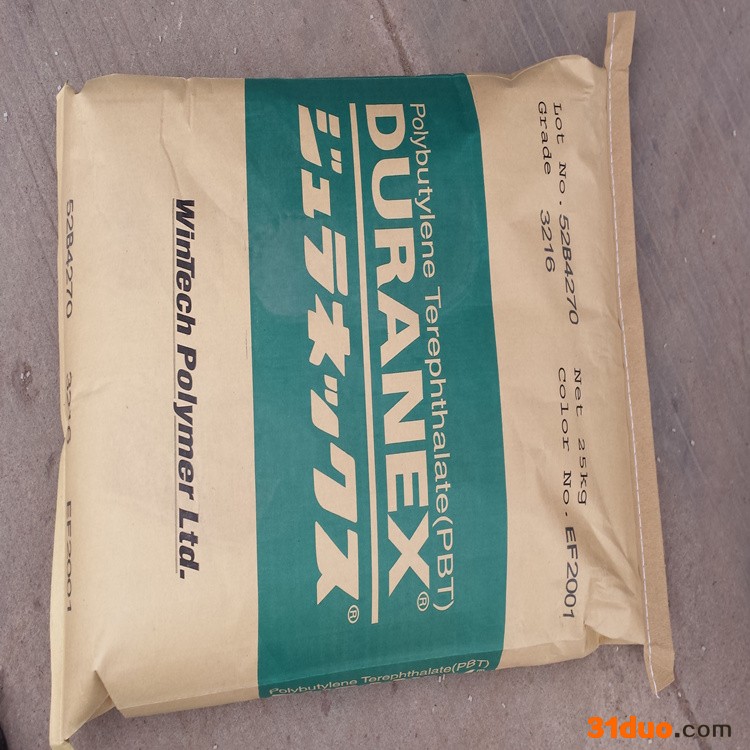 Lot No. 52B4270 Net 25kg
Grade 3216 Color No. EF2001
Polybutylene Terephthalate(PBT)
DURANEX®
ジュラネックス®
WinTech Polymer Ltd.
52B4270 3216 EF2001
Polybutylene Terephthalate(PBT)
31duo.com